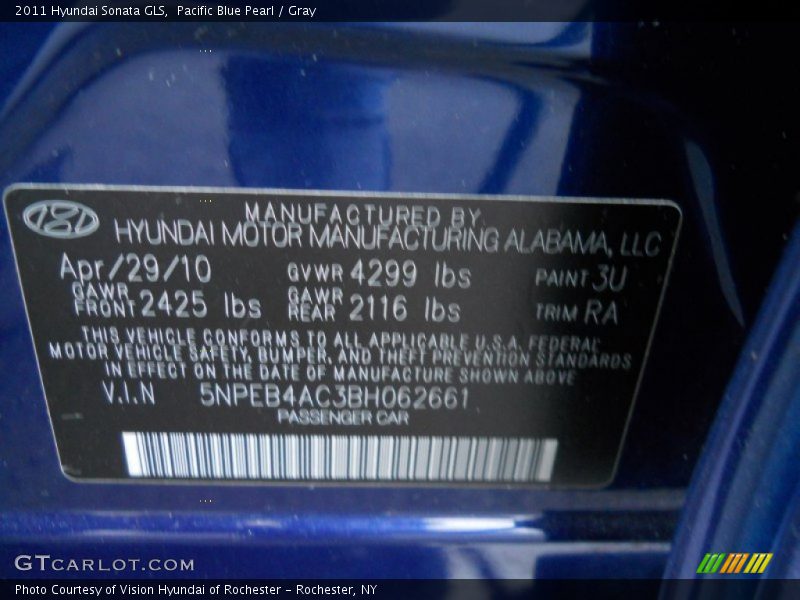 2011 Hyundai Sonata GLS, Pacific Blue Pearl / Gray
MANUFACTURED BY
HYUNDAI MOTOR MANUFACTURING ALABAMA, LLC
Apr/29/10 GVWR 4299 lbs PAINT 3U
GAWR FRONT 2425 lbs GAWR REAR 2116 lbs TRIM RA
THIS VEHICLE CONFORMS TO ALL APPLICABLE U.S.A. FEDERAL
MOTOR VEHICLE SAFETY, BUMPER, AND THEFT PREVENTION STANDARDS
IN EFFECT ON THE DATE OF MANUFACTURE SHOWN ABOVE
V.I.N 5NPEB4AC3BH062661
PASSENGER CAR
GTCARLOT.COM
Photo Courtesy of Vision Hyundai of Rochester - Rochester, NY